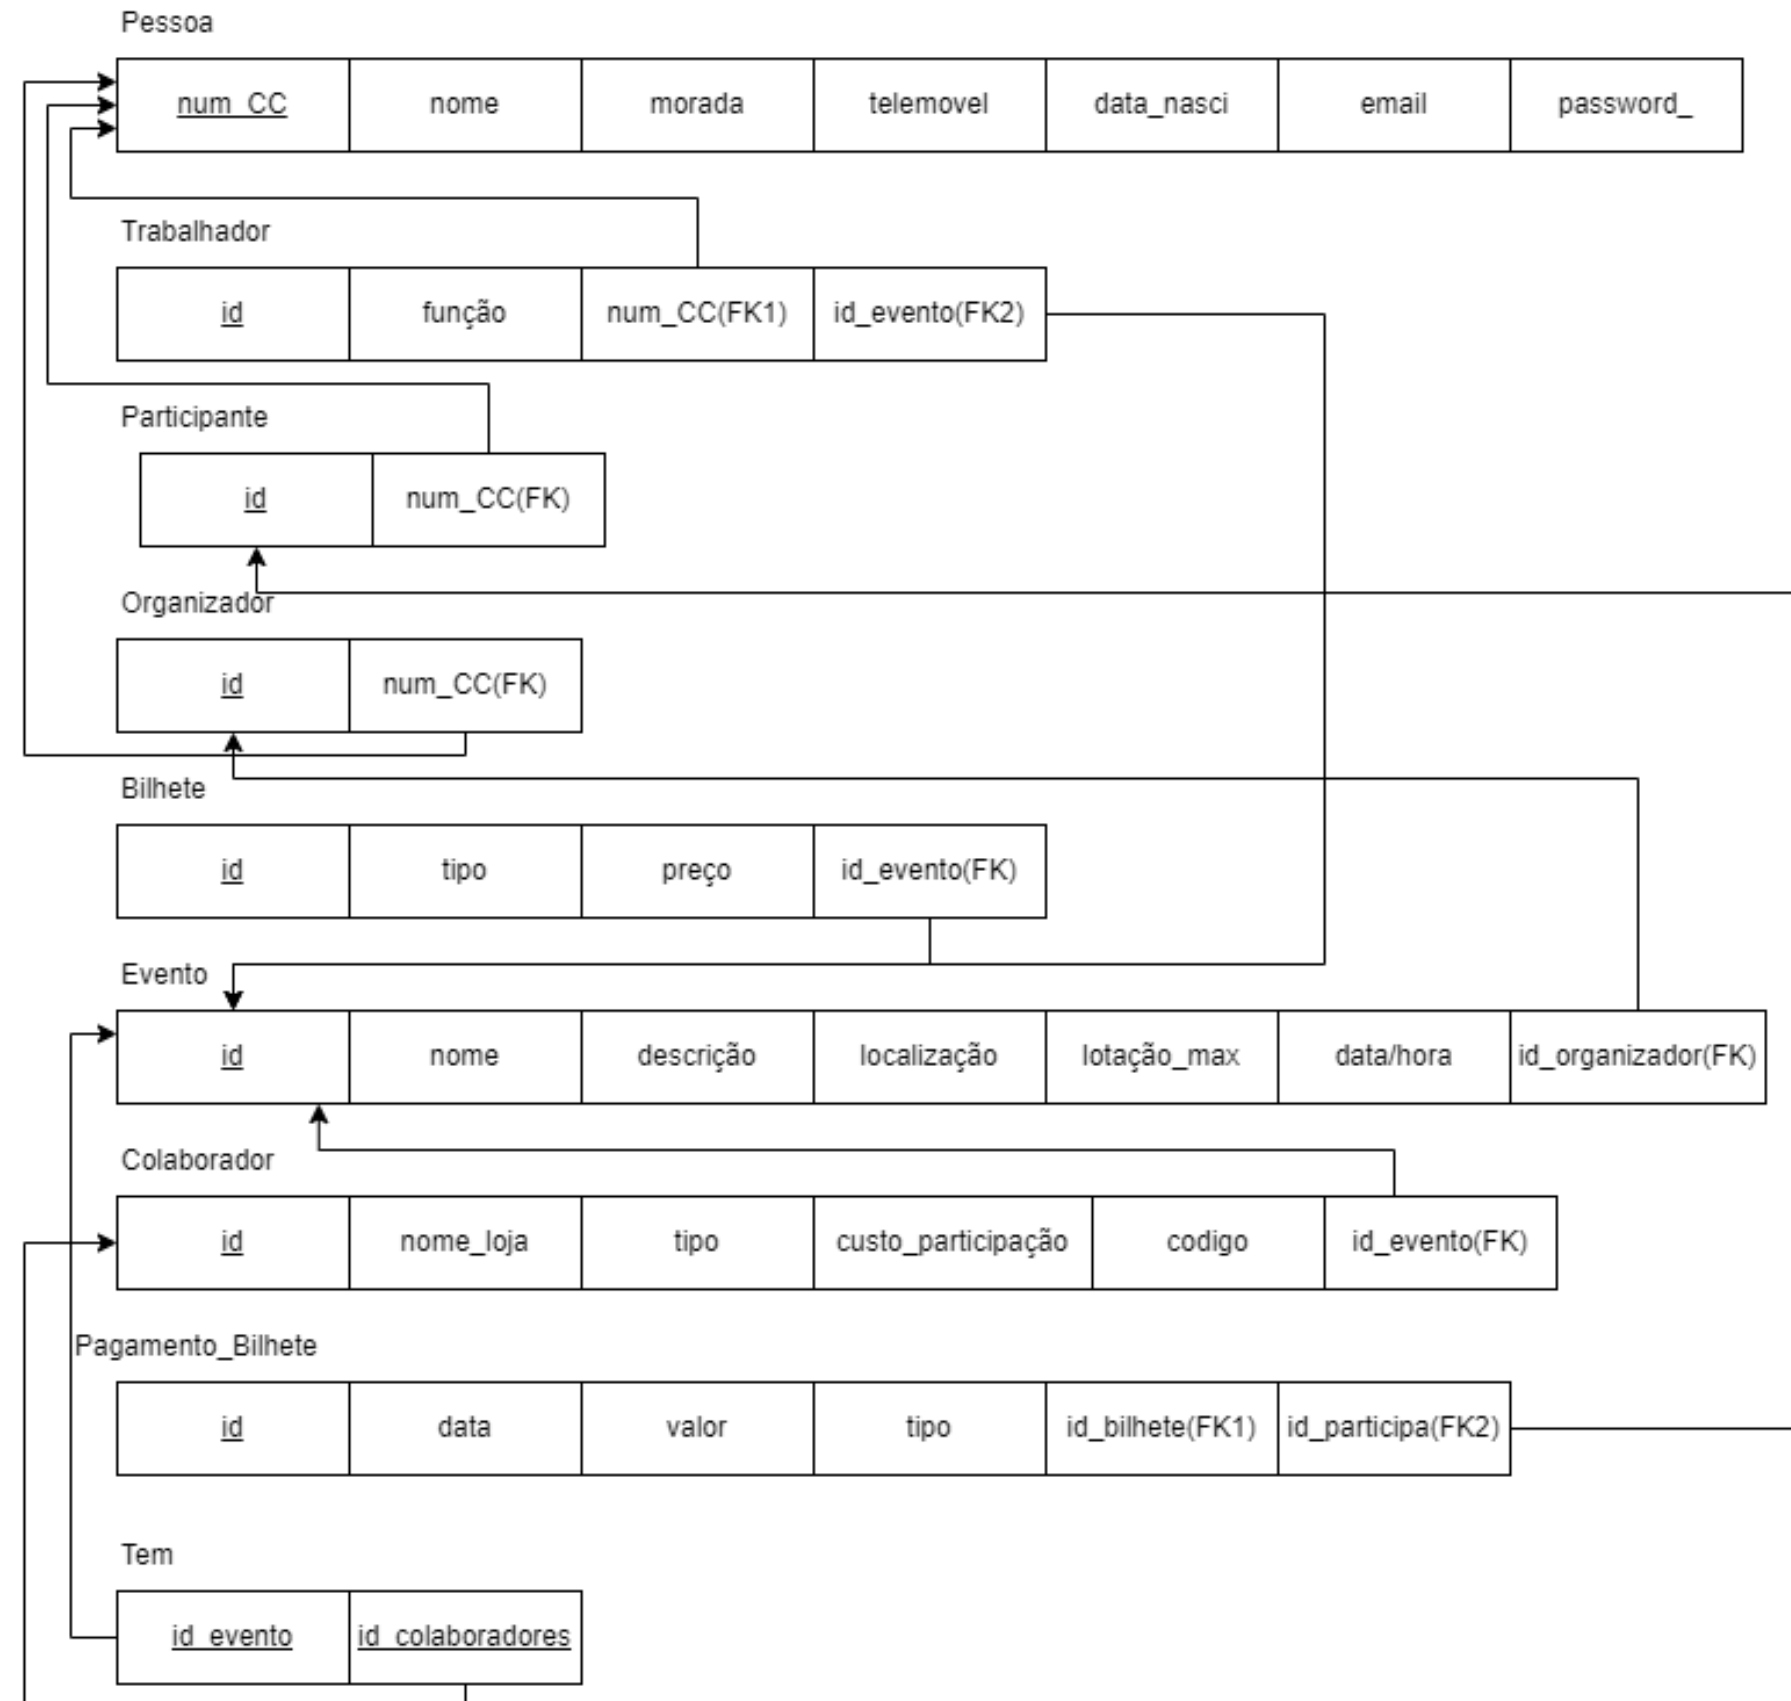 Pessoa
num_CC nome morada telemovel data_nasci email password_
Trabalhador
id função num_CC(FK1) id_evento(FK2)
Participante
id num_CC(FK)
Organizador
id num_CC(FK)
Bilhete
id tipo preço id_evento(FK)
Evento
id nome descrição localização lotação_max data/hora id_organizador(FK)
Colaborador
id nome_loja tipo custo_participação codigo id_evento(FK)
Pagamento_Bilhete
id data valor tipo id_bilhete(FK1) id_participa(FK2)
Tem
id_evento id_colaboradores